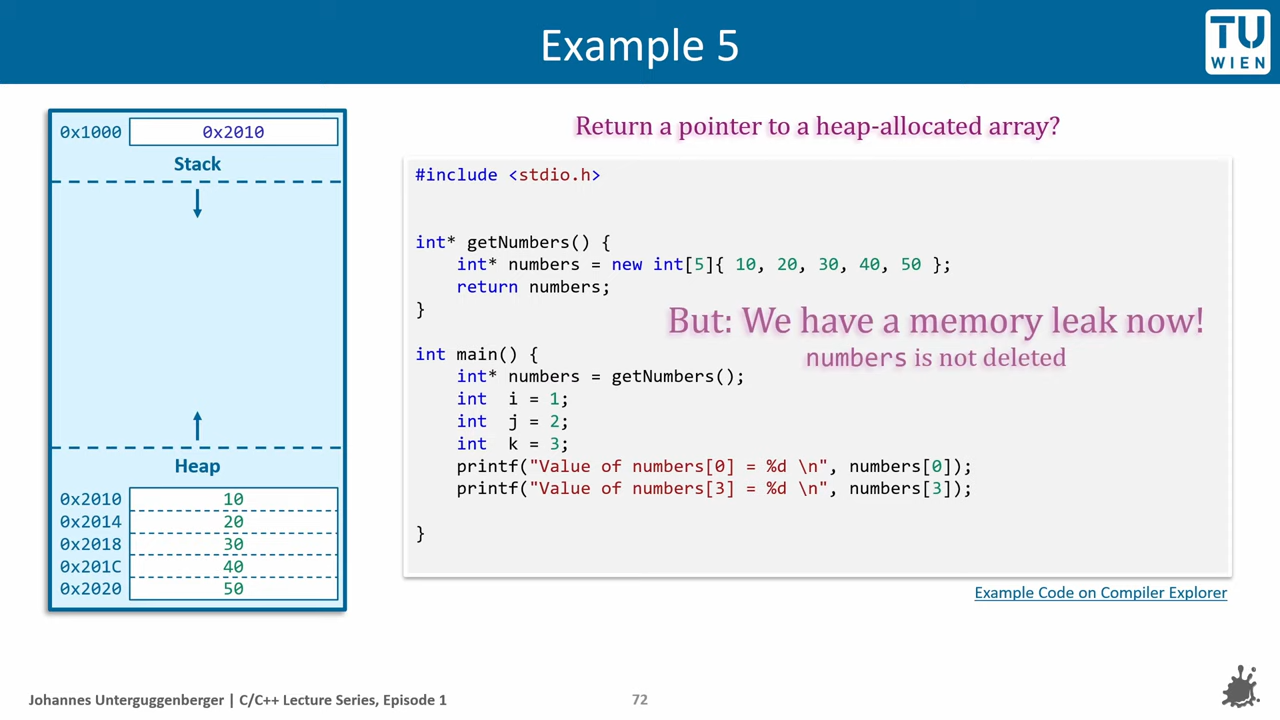 Example 5
TU
WIEN
0x1000 0x2010
Stack
Heap
0x2010 10
0x2014 20
0x2018 30
0x201C 40
0x2020 50
Return a pointer to a heap-allocated array?
#include <stdio.h>
int* getNumbers() {
    int* numbers = new int[5]{ 10, 20, 30, 40, 50 };
    return numbers;
}
But: We have a memory leak now!
numbers is not deleted
int main() {
    int* numbers = getNumbers();
    int  i = 1;
    int  j = 2;
    int  k = 3;
    printf("Value of numbers[0] = %d \n", numbers[0]);
    printf("Value of numbers[3] = %d \n", numbers[3]);
}
Example Code on Compiler Explorer
Johannes Unterguggenberger | C/C++ Lecture Series, Episode 1
72